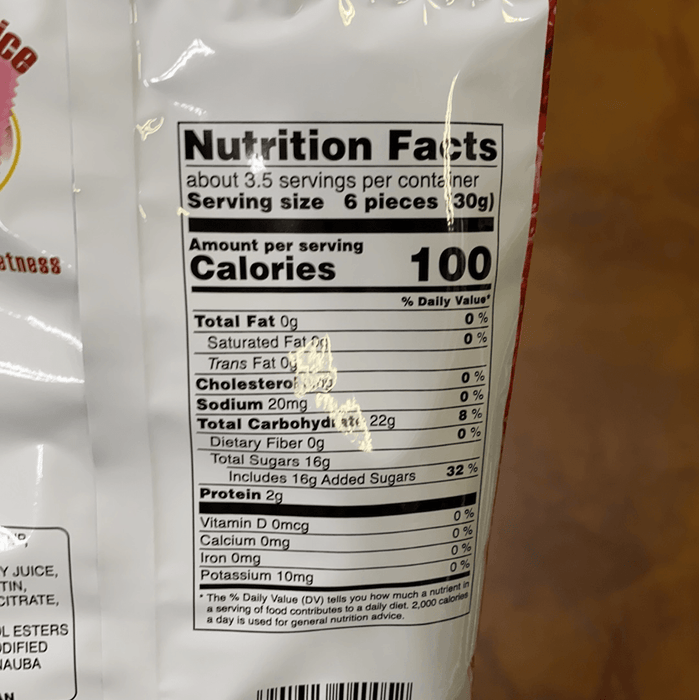 Nutrition Facts
about 3.5 servings per container
Serving size 6 pieces (30g)
Amount per serving
Calories 100
% Daily Value*
Total Fat 0g 0 %
Saturated Fat 0g 0 %
Trans Fat 0g
Cholesterol 0 %
Sodium 20mg 0 %
Total Carbohydrate 22g 8 %
Dietary Fiber 0g 0 %
Total Sugars 16g
Includes 16g Added Sugars 32 %
Protein 2g
Vitamin D 0mcg 0 %
Calcium 0mg 0 %
Iron 0mg 0 %
Potassium 10mg 0 %
* The % Daily Value (DV) tells you how much a nutrient in
a serving of food contributes to a daily diet. 2,000 calories
a day is used for general nutrition advice.
Y JUICE,
TIN,
CITRATE,
L ESTERS
DIFIED
NAUBA